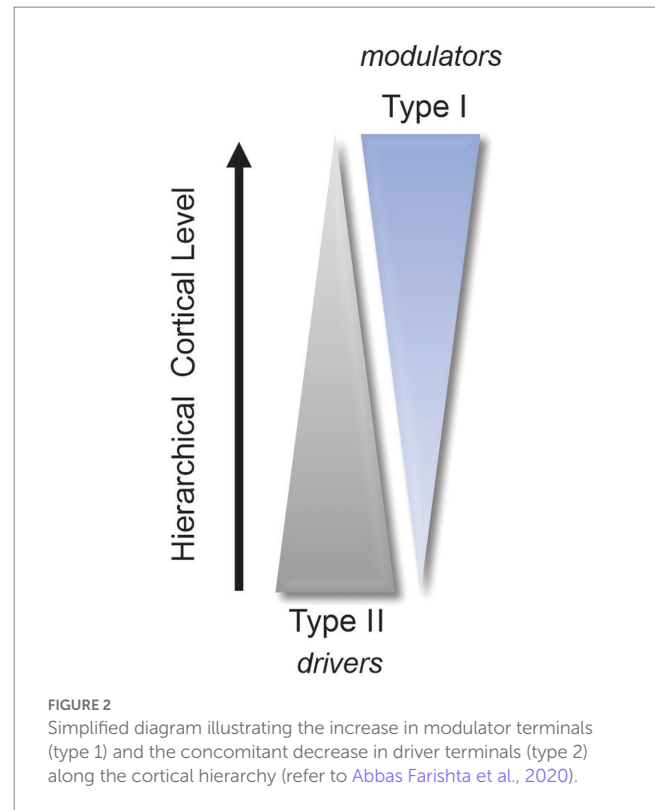 modulators
Type I
Hierarchical Cortical Level
Type II
drivers
FIGURE 2
Simplified diagram illustrating the increase in modulator terminals
(type 1) and the concomitant decrease in driver terminals (type 2)
along the cortical hierarchy (refer to Abbas Farishta et al., 2020).